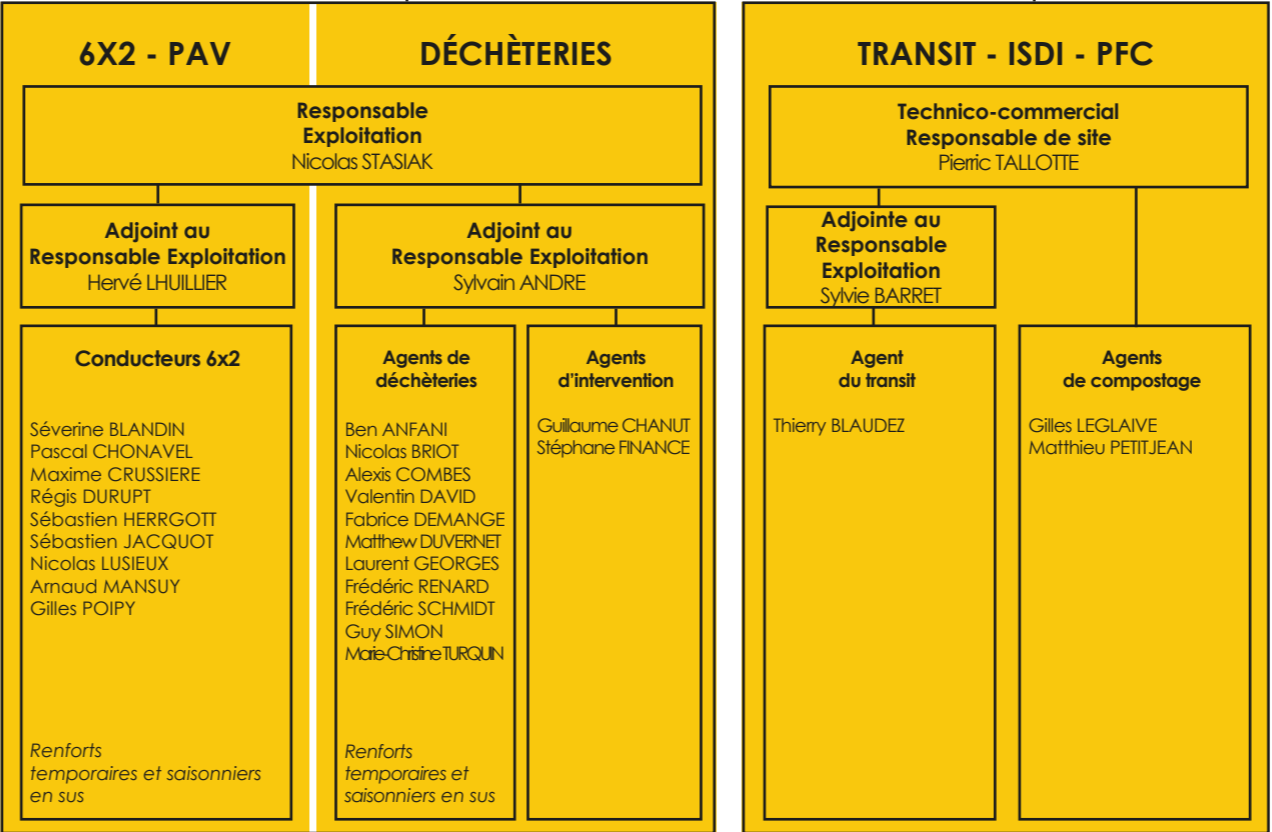 6X2 - PAV
DÉCHÈTERIES
Responsable
Exploitation
Nicolas STASIAK
Adjoint au
Responsable Exploitation
Hervé LHUILLIER
Conducteurs 6x2
Séverine BLANDIN
Pascal CHONAVEL
Maxime CRUSSIERE
Régis DURUPT
Sébastien HERRGOTT
Sébastien JACQUOT
Nicolas LUSIEUX
Arnaud MANSUY
Gilles POIPY
Renforts
temporaires et saisonniers
en sus
Adjoint au
Responsable Exploitation
Sylvain ANDRE
Agents de
déchèteries
Ben ANFANI
Nicolas BRIOT
Alexis COMBES
Valentin DAVID
Fabrice DEMANGE
Matthew DUVERNET
Laurent GEORGES
Frédéric RENARD
Frédéric SCHMIDT
Guy SIMON
Marie-Christine TURQUIN
Renforts
temporaires et
saisonniers en sus
Agents
d'intervention
Guillaume CHANUT
Stéphane FINANCE
TRANSIT - ISDI - PFC
Technico-commercial
Responsable de site
Pierric TALLOTTE
Adjointe au
Responsable
Exploitation
Sylvie BARRET
Agent
du transit
Thierry BLAUDEZ
Agents
de compostage
Gilles LEGLAIVE
Matthieu PETITJEAN